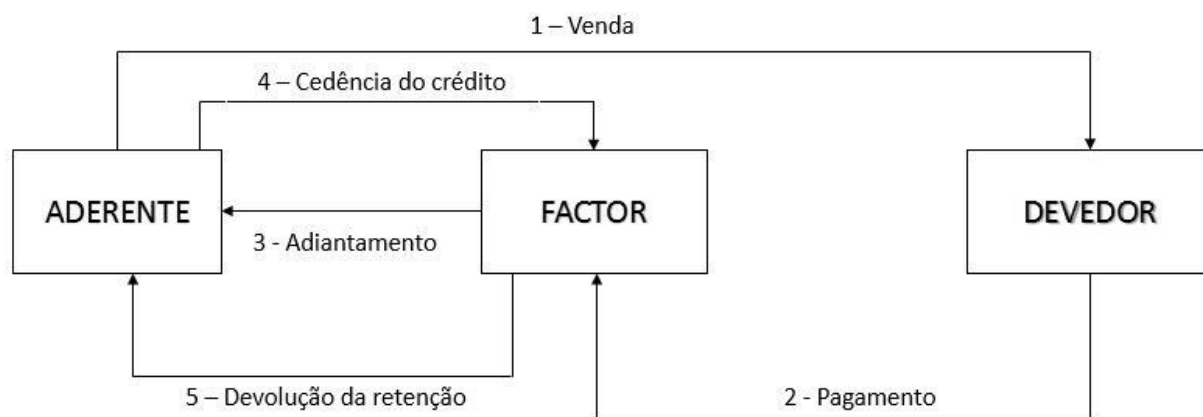 1 – Venda
4 – Cedência do crédito
ADERENTE
FACTOR
DEVEDOR
3 - Adiantamento
5 – Devolução da retenção
2 - Pagamento